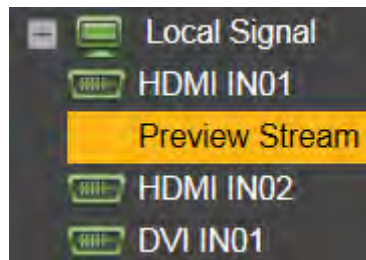 Local Signal
HDMI IN01
Preview Stream
HDMI IN02
DVI IN01